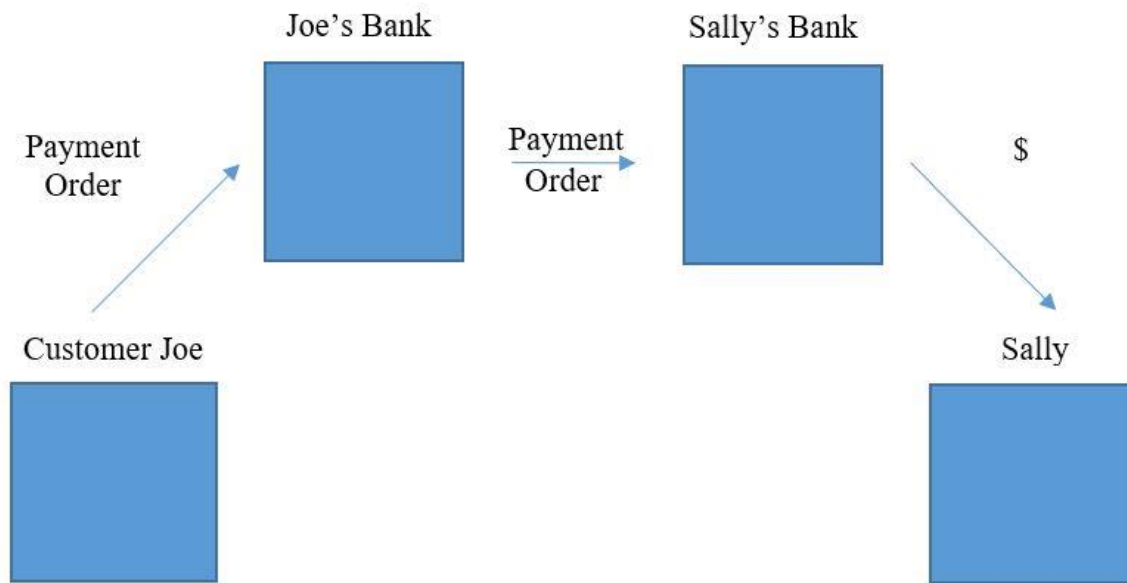 Joe’s Bank
Sally’s Bank
Payment
Order
Payment
Order
$
Customer Joe
Sally